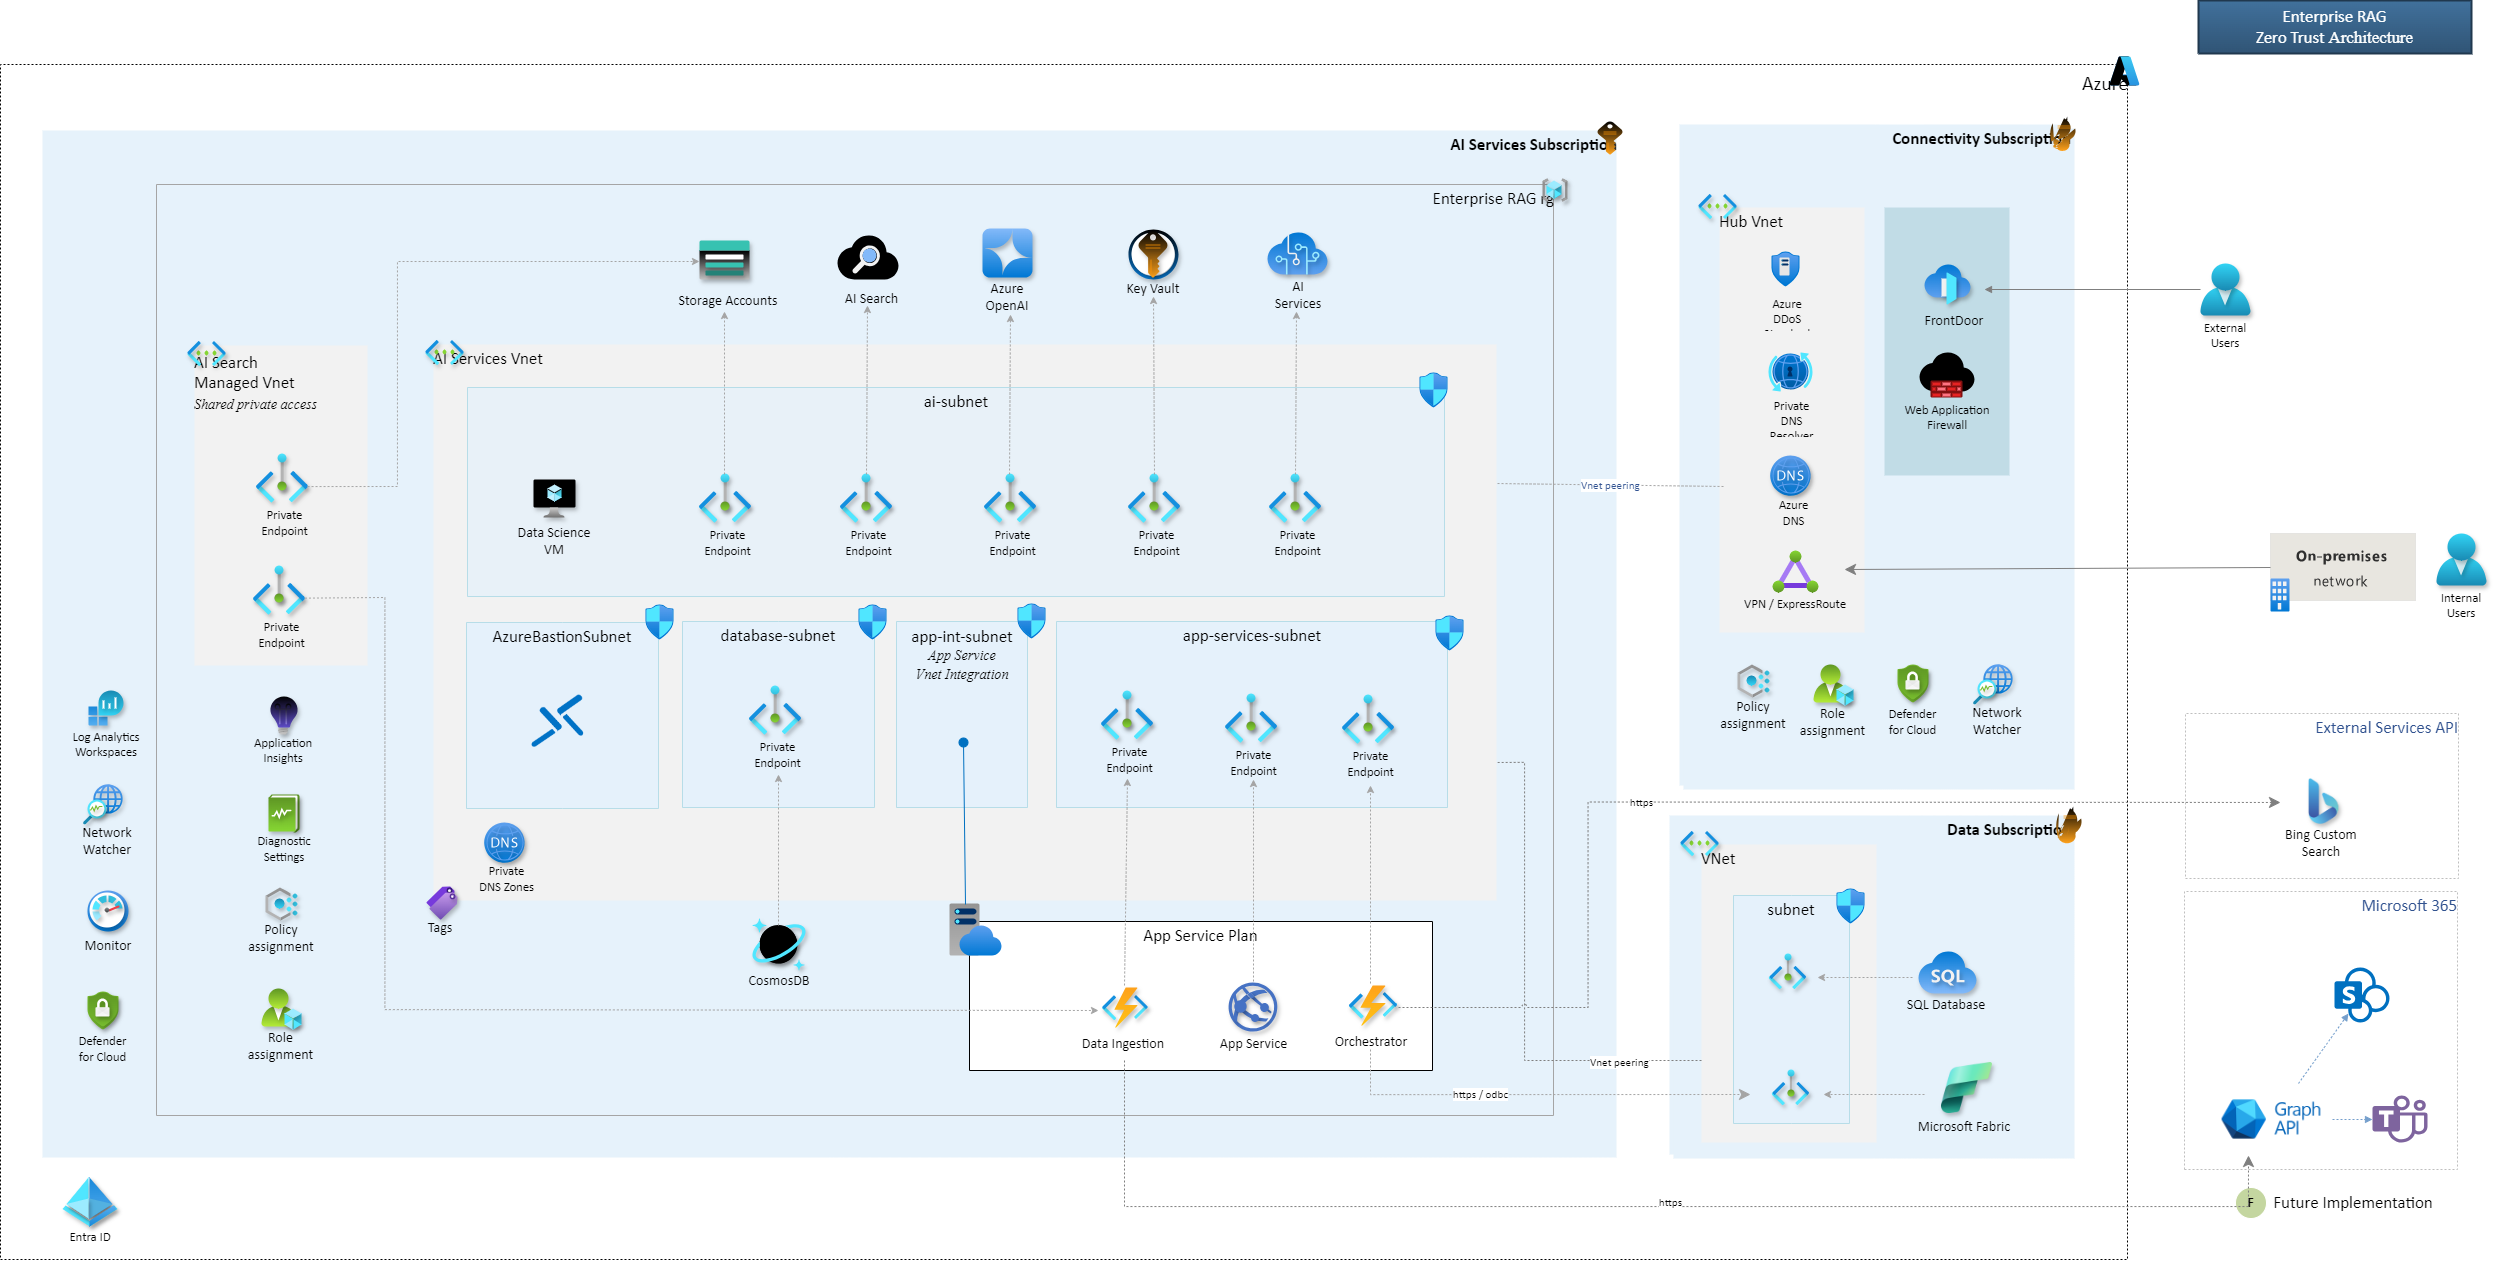 Enterprise RAG
Zero Trust Architecture
Azure
AI Services Subscription
Enterprise RAG rg
Storage Accounts
AI Search
Azure
OpenAI
Key Vault
AI
Services
AI Search
Managed Vnet
Shared private access
Private
Endpoint
Private
Endpoint
AI Services Vnet
ai-subnet
Data Science
VM
Private
Endpoint
Private
Endpoint
Private
Endpoint
Private
Endpoint
Private
Endpoint
AzureBastionSubnet
database-subnet
Private
Endpoint
app-int-subnet
App Service
Vnet Integration
app-services-subnet
Private
Endpoint
Private
Endpoint
Private
Endpoint
DNS
Private
DNS Zones
Tags
CosmosDB
App Service Plan
Data Ingestion
App Service
Orchestrator
Log Analytics
Workspaces
Network
Watcher
Monitor
Defender
for Cloud
Application
Insights
Diagnostic
Settings
Policy
assignment
Role
assignment
Entra ID
Vnet peering
Vnet peering
https
https / odbc
https
Connectivity Subscriptio
Hub Vnet
Azure
DDoS
Private
DNS
Resolver
DNS
Azure
DNS
VPN / ExpressRoute
FrontDoor
Web Application
Firewall
Policy
assignment
Role
assignment
Defender
for Cloud
Network
Watcher
Data Subscriptio
VNet
subnet
SQL
SQL Database
Microsoft Fabric
External
Users
On-premises
network
Internal
Users
External Services API
Bing Custom
Search
Microsoft 365
S
Graph
API
T
F
Future Implementation